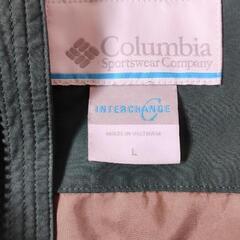 Columbia
Sportswear Company
INTERCHANGE
MADE IN VIETNAM
L